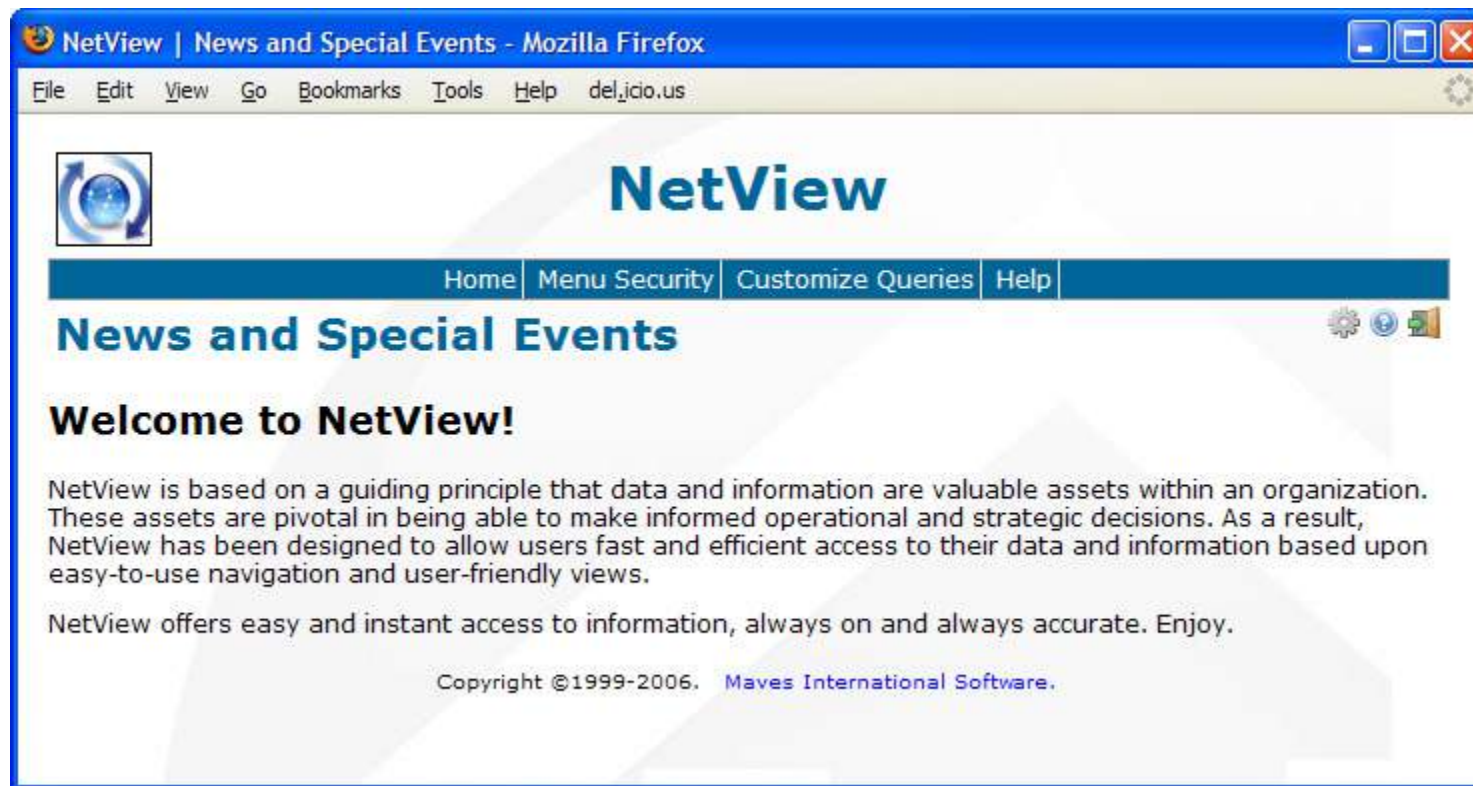 NetView | News and Special Events - Mozilla Firefox
File Edit View Go Bookmarks Tools Help del.icio.us
NetView
Home Menu Security Customize Queries Help
News and Special Events
Welcome to NetView!
NetView is based on a guiding principle that data and information are valuable assets within an organization.
These assets are pivotal in being able to make informed operational and strategic decisions. As a result,
NetView has been designed to allow users fast and efficient access to their data and information based upon
easy-to-use navigation and user-friendly views.
NetView offers easy and instant access to information, always on and always accurate. Enjoy.
Copyright ©1999-2006. Maves International Software.